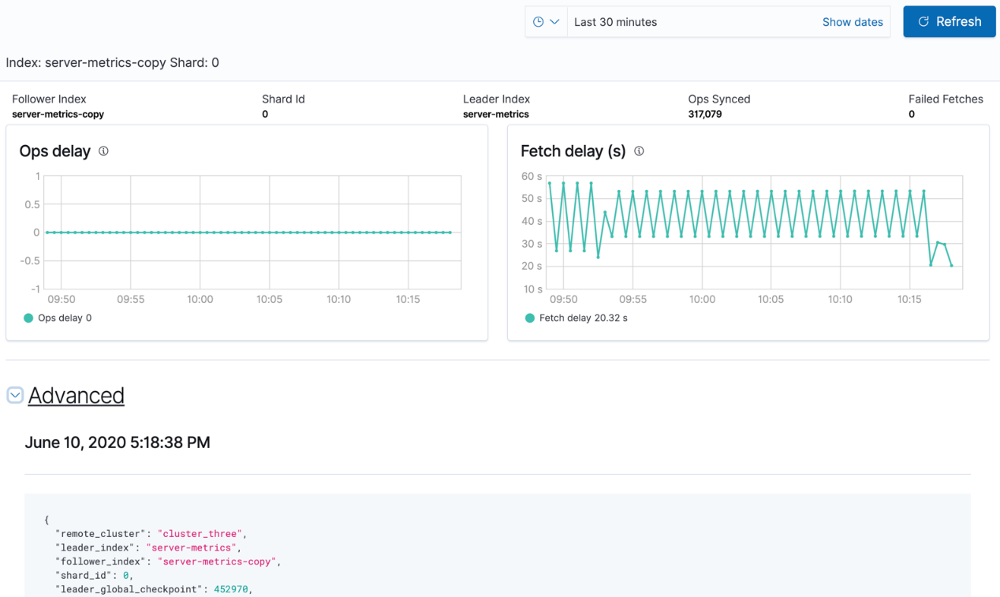 Last 30 minutes Show dates Refresh
Index: server-metrics-copy Shard: 0
Follower Index Shard Id Leader Index Ops Synced Failed Fetches
server-metrics-copy 0 server-metrics 317,079 0
Ops delay
1
0.5
0
-0.5
-1
09:50 09:55 10:00 10:05 10:10 10:15
Ops delay 0
Fetch delay (s)
60 s
50 s
40 s
30 s
20 s
10 s
09:50 09:55 10:00 10:05 10:10 10:15
Fetch delay 20.32 s
Advanced
June 10, 2020 5:18:38 PM
{
"remote_cluster": "cluster_three",
"leader_index": "server-metrics",
"follower_index": "server-metrics-copy",
"shard_id": 0,
"leader_global_checkpoint": 452970,